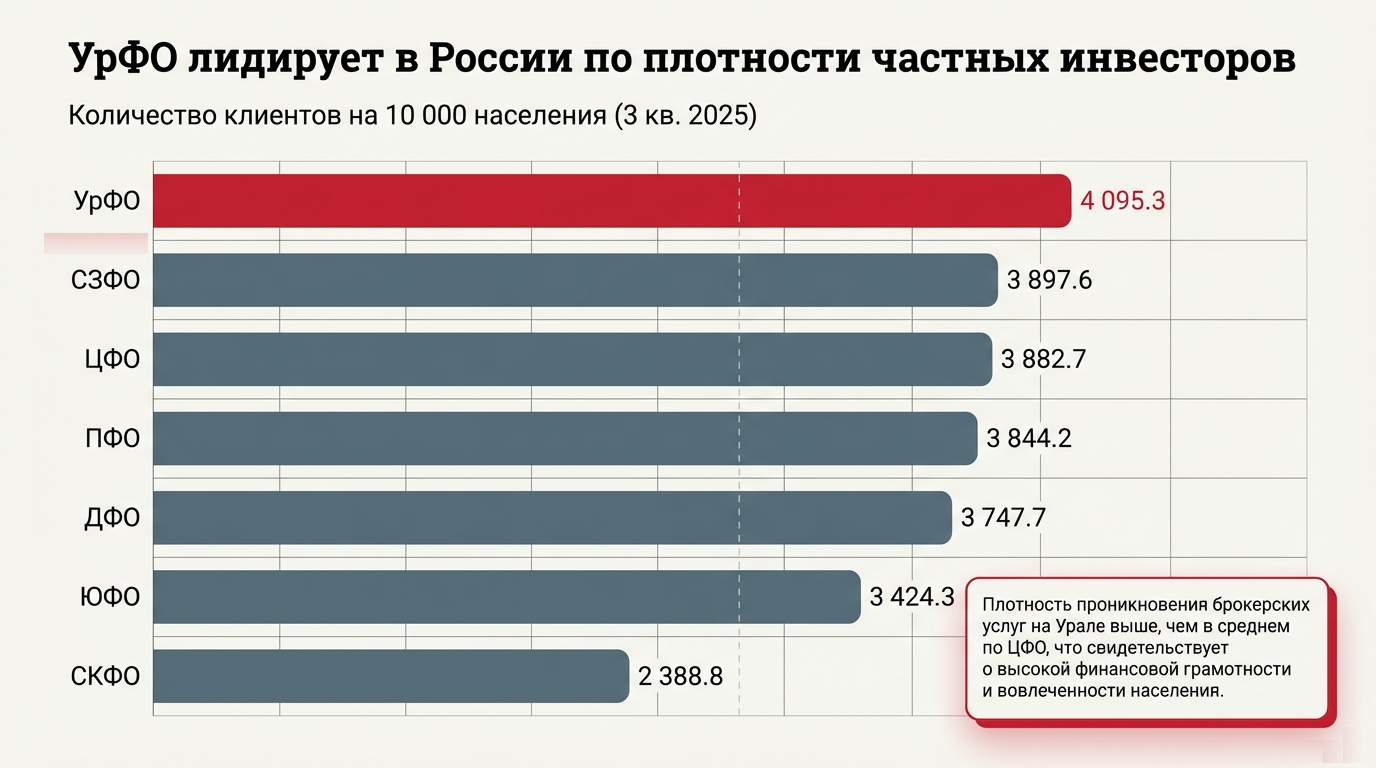 УрФО лидирует в России по плотности частных инвесторов
Количество клиентов на 10 000 населения (3 кв. 2025)
УрФО 4 095.3
СЗФО 3 897.6
ЦФО 3 882.7
ПФО 3 844.2
ДФО 3 747.7
ЮФО 3 424.3
СКФО 2 388.8
Плотность проникновения брокерских
услуг на Урале выше, чем в среднем
по ЦФО, что свидетельствует
о высокой финансовой грамотности
и вовлеченности населения.